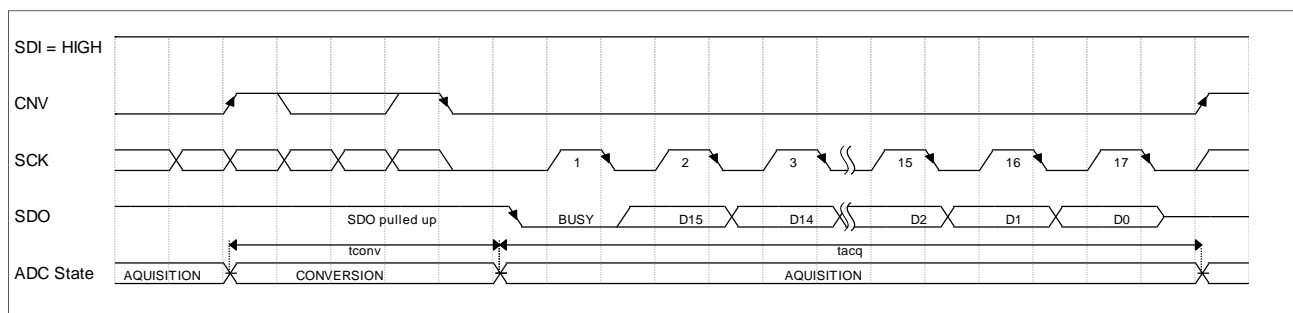 SDI = HIGH
CNV
SCK 1 2 3 15 16 17
SDO SDO pulled up BUSY D15 D14 D2 D1 D0
tconv tacq
ADC State AQUISITION CONVERSION AQUISITION